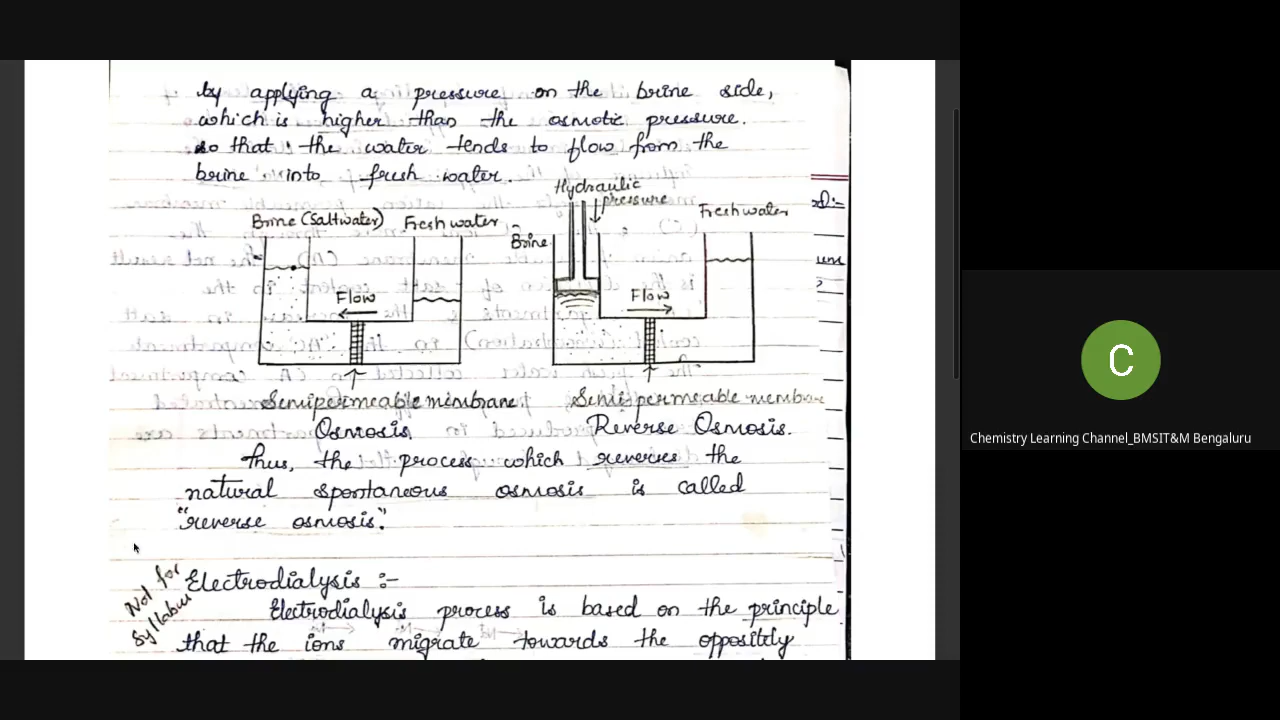 by applying a pressure on the brine side,
which is higher than the osmotic pressure.
so that the water tends to flow from the
brine into fresh water.
Hydraulic
pressure
Brine (Saltwater) Fresh water
Brine
Fresh water
Flow
Flow
Semipermeable membrane
Semi permeable membrane
Osmosis
Reverse Osmosis.
Thus, the process which reverses the
natural spontaneous osmosis is called
"reverse osmosis".
Not for
Syllabus
Electrodialysis :-
Electrodialysis process is based on the principle
that the ions migrate towards the oppositely
C
Chemistry Learning Channel_BMSIT&M Bengaluru